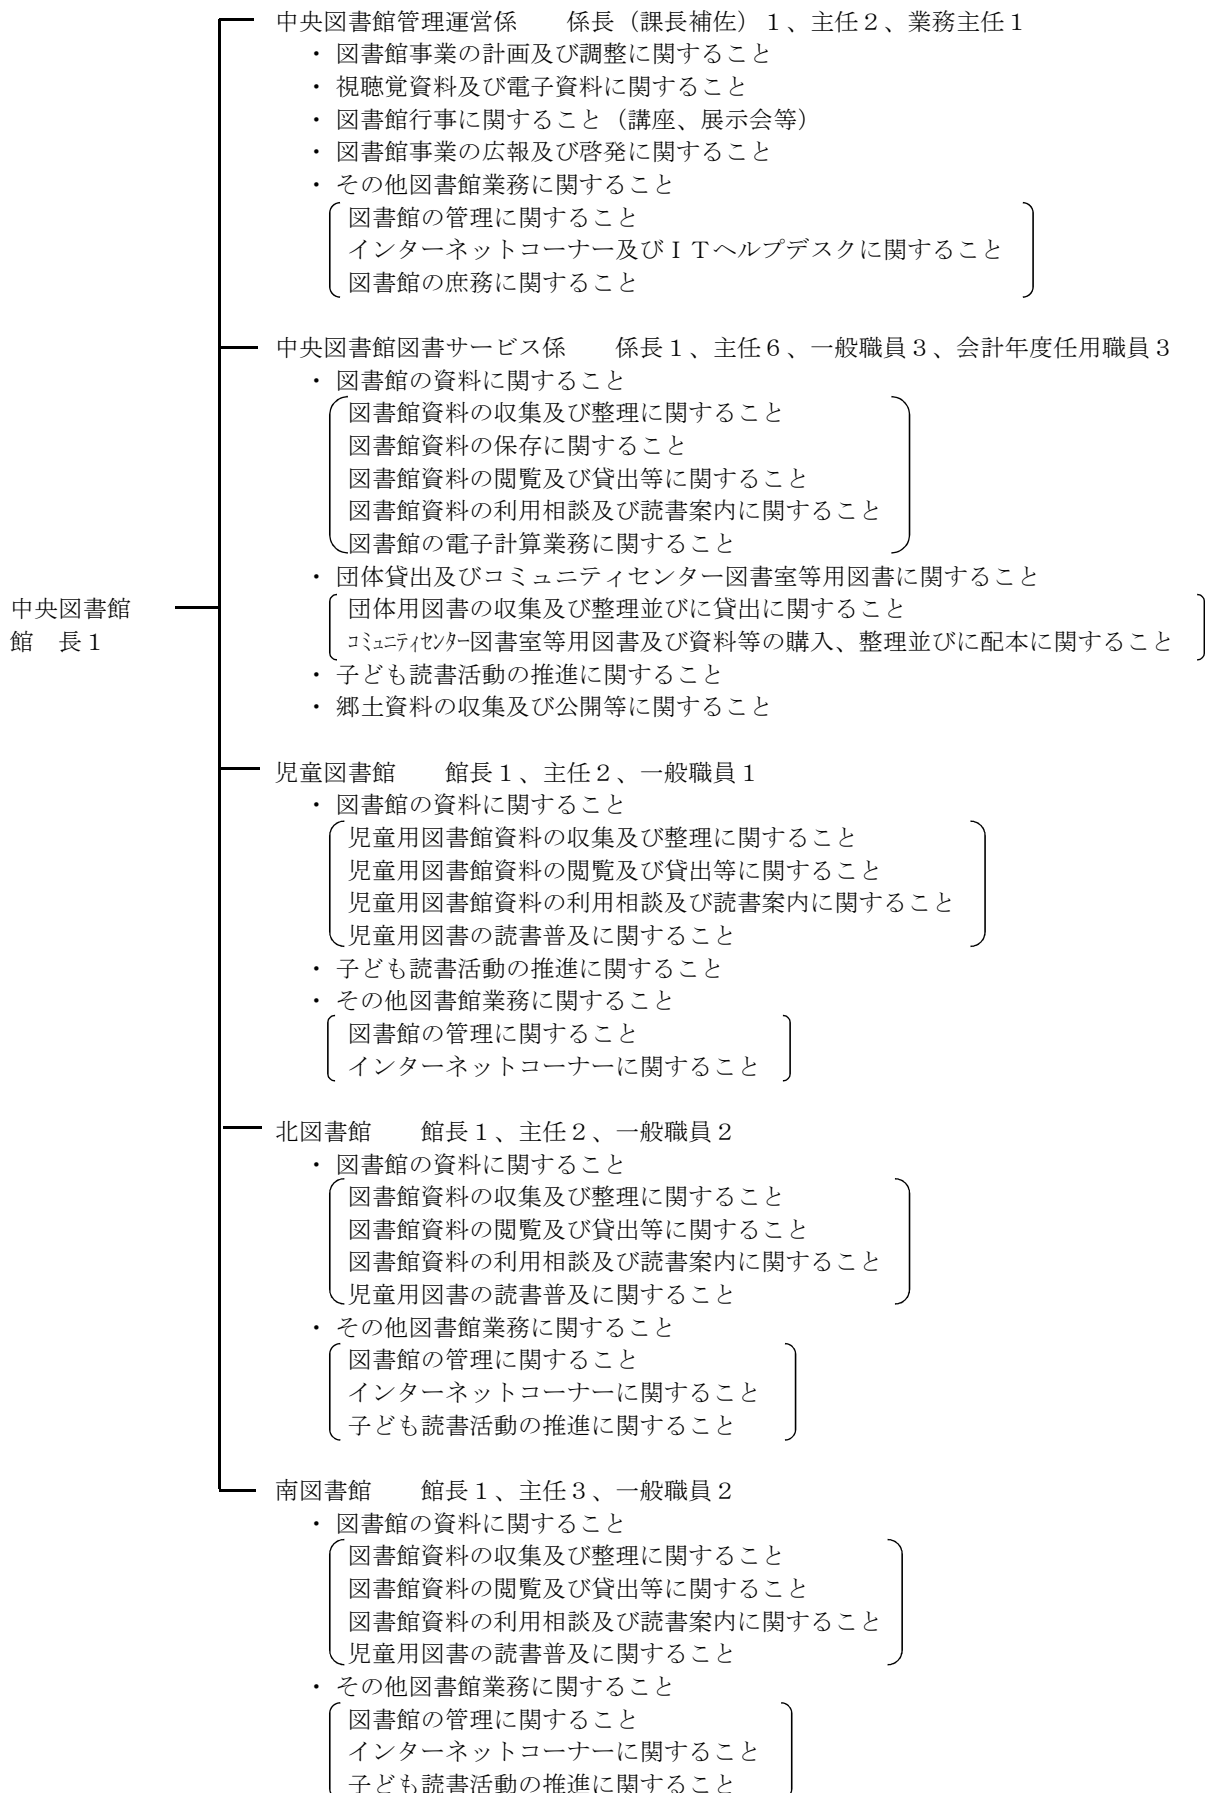 中央図書館管理運営係　　係長（課長補佐）１、主任２、業務主任１
・ 図書館事業の計画及び調整に関すること
・ 視聴覚資料及び電子資料に関すること
・ 図書館行事に関すること（講座、展示会等）
・ 図書館事業の広報及び啓発に関すること
・ その他図書館業務に関すること
図書館の管理に関すること
インターネットコーナー及びＩＴヘルプデスクに関すること
図書館の庶務に関すること
中央図書館図書サービス係　　係長１、主任６、一般職員３、会計年度任用職員３
・ 図書館の資料に関すること
図書館資料の収集及び整理に関すること
図書館資料の保存に関すること
図書館資料の閲覧及び貸出等に関すること
図書館資料の利用相談及び読書案内に関すること
図書館の電子計算業務に関すること
・ 団体貸出及びコミュニティセンター図書室等用図書に関すること
中央図書館
館　長１
団体用図書の収集及び整理並びに貸出に関すること
ｺﾐｭﾆﾃｨｾﾝﾀｰ図書室等用図書及び資料等の購入、整理並びに配本に関すること
・ 子ども読書活動の推進に関すること
・ 郷土資料の収集及び公開等に関すること
児童図書館　　館長１、主任２、一般職員１
・ 図書館の資料に関すること
児童用図書館資料の収集及び整理に関すること
児童用図書館資料の閲覧及び貸出等に関すること
児童用図書館資料の利用相談及び読書案内に関すること
児童用図書の読書普及に関すること
・ 子ども読書活動の推進に関すること
・ その他図書館業務に関すること
図書館の管理に関すること
インターネットコーナーに関すること
北図書館　　館長１、主任２、一般職員２
・ 図書館の資料に関すること
図書館資料の収集及び整理に関すること
図書館資料の閲覧及び貸出等に関すること
図書館資料の利用相談及び読書案内に関すること
児童用図書の読書普及に関すること
・ その他図書館業務に関すること
図書館の管理に関すること
インターネットコーナーに関すること
子ども読書活動の推進に関すること
南図書館　　館長１、主任３、一般職員２
・ 図書館の資料に関すること
図書館資料の収集及び整理に関すること
図書館資料の閲覧及び貸出等に関すること
図書館資料の利用相談及び読書案内に関すること
児童用図書の読書普及に関すること
・ その他図書館業務に関すること
図書館の管理に関すること
インターネットコーナーに関すること
子ども読書活動の推進に関すること